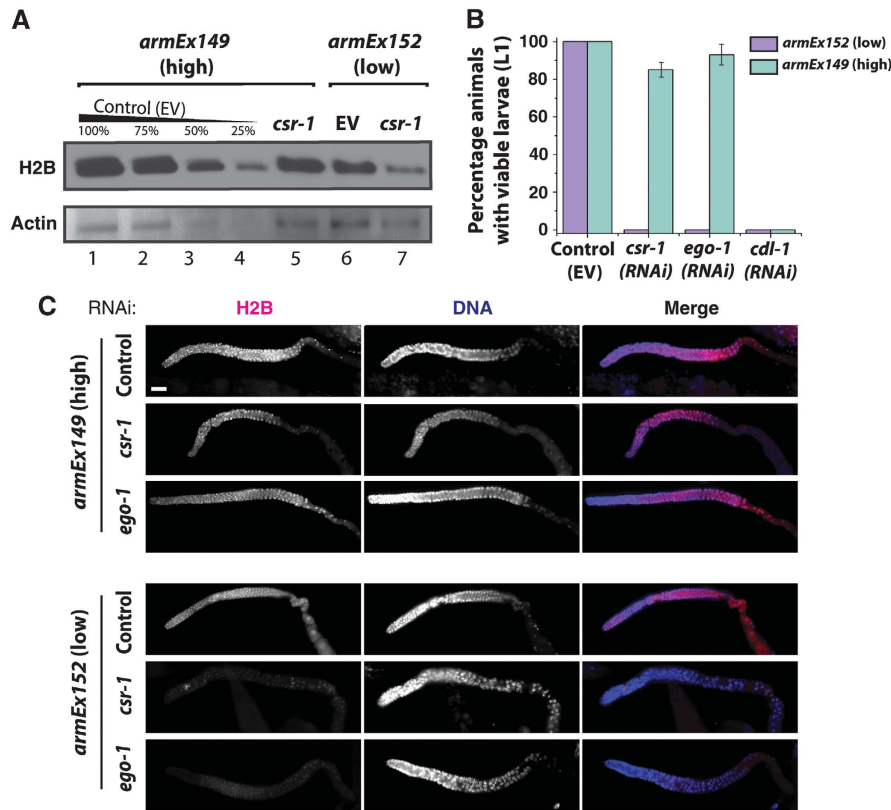 A
armEx149
(high)
armEx152
(low)
Control (EV)
100% 75% 50% 25% csr-1 EV csr-1
H2B
Actin
1 2 3 4 5 6 7
B
Percentage animals
with viable larvae (L1)
100
80
60
40
20
0
armEx152 (low)
armEx149 (high)
Control
(EV)
csr-1
(RNAi)
ego-1
(RNAi)
cdl-1
(RNAi)
C
RNAi: H2B DNA Merge
armEx149 (high)
Control
csr-1
ego-1
armEx152 (low)
Control
csr-1
ego-1